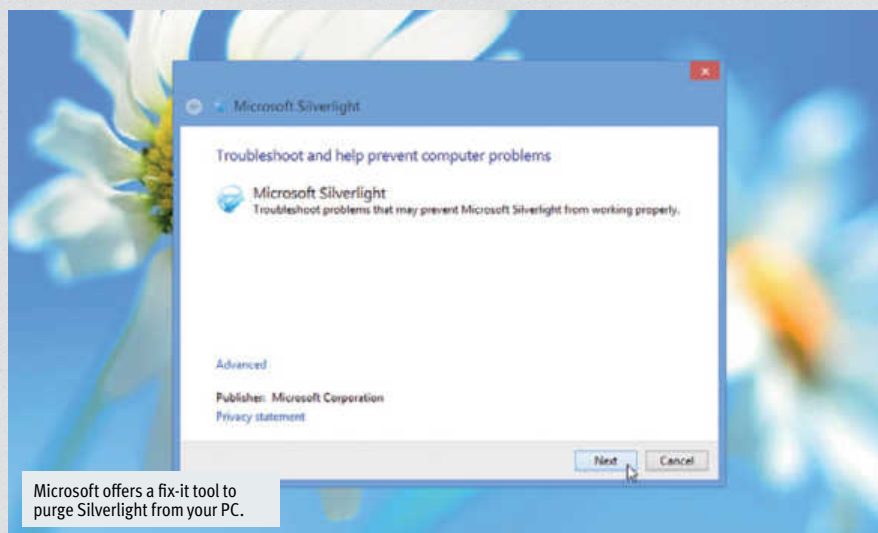 Microsoft Silverlight
Troubleshoot and help prevent computer problems
Microsoft Silverlight
Troubleshoot problems that may prevent Microsoft Silverlight from working properly.
Advanced
Publisher: Microsoft Corporation
Privacy statement
Next
Cancel
Microsoft offers a fix-it tool to
purge Silverlight from your PC.